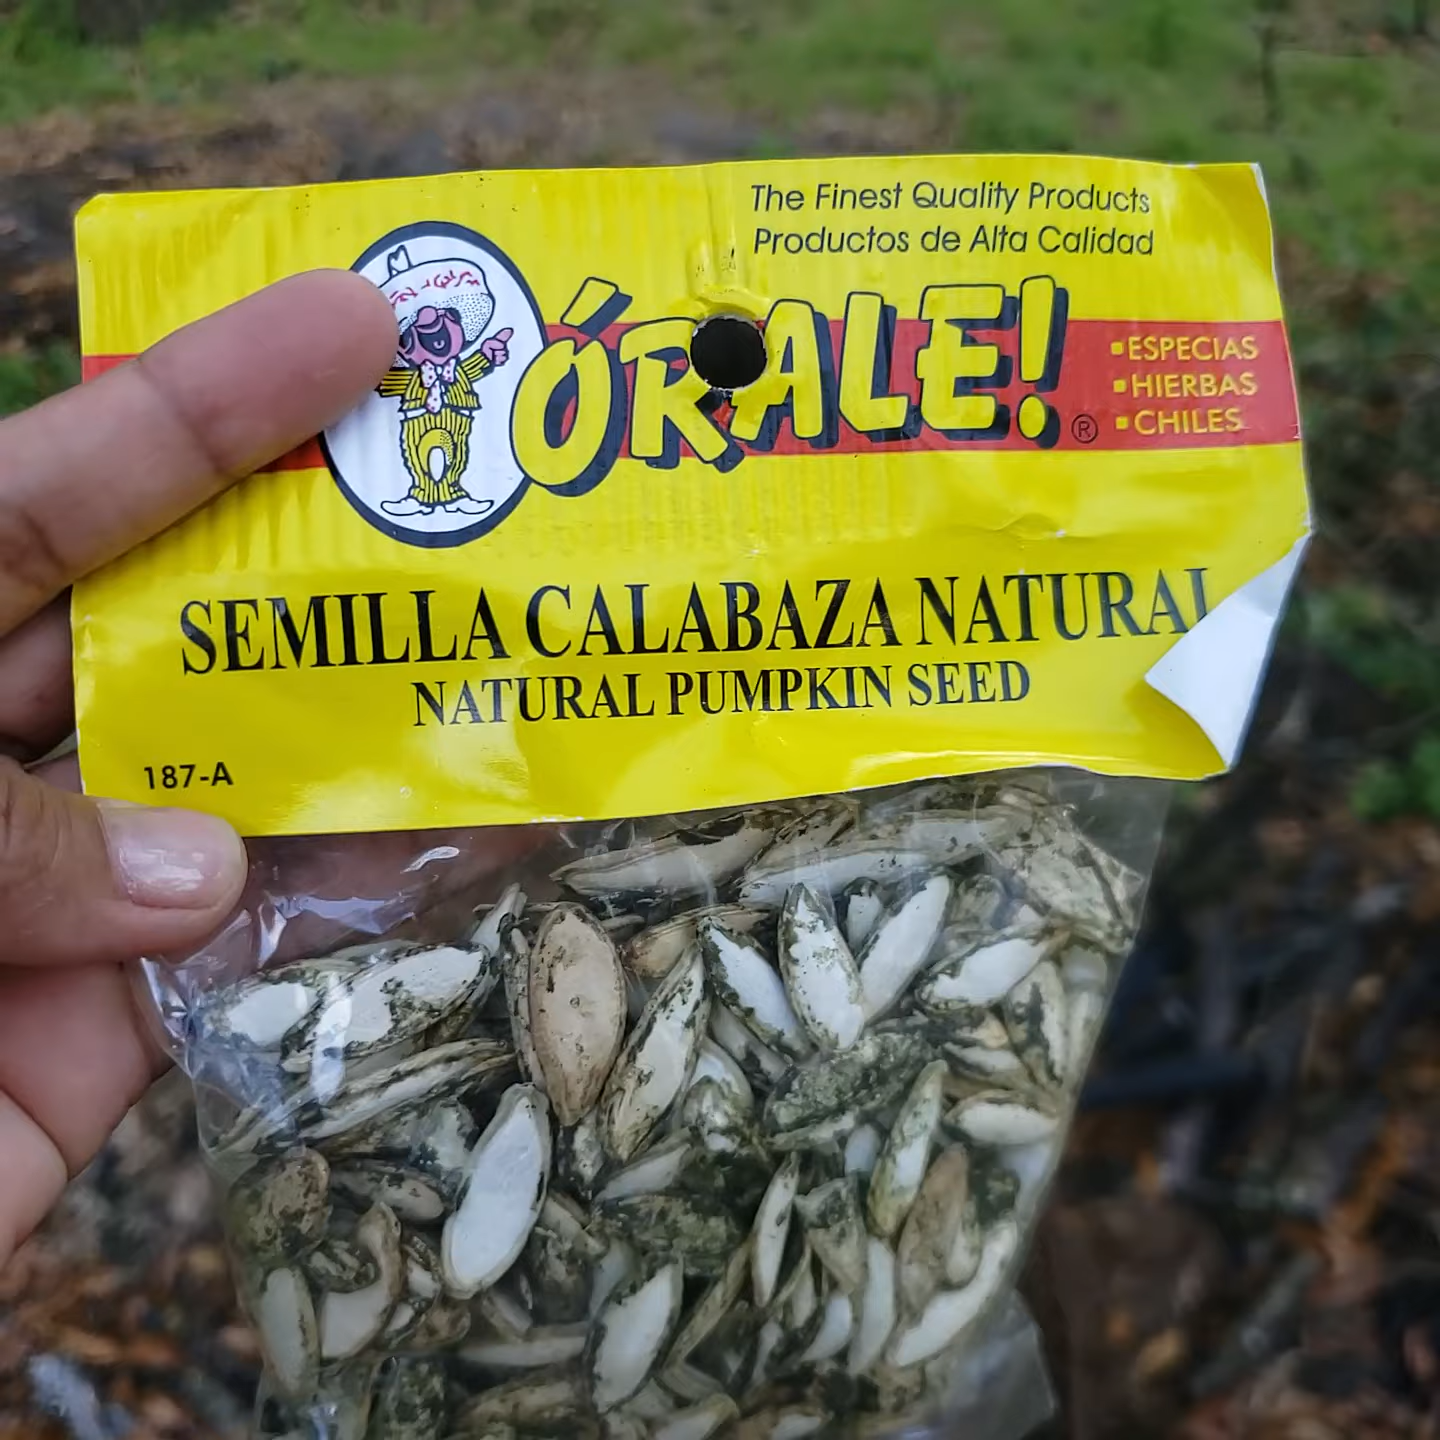 The Finest Quality Products
Productos de Alta Calidad
ÓRALE!®
▪ESPECIAS
▪HIERBAS
▪CHILES
SEMILLA CALABAZA NATURAL
NATURAL PUMPKIN SEED
187-A